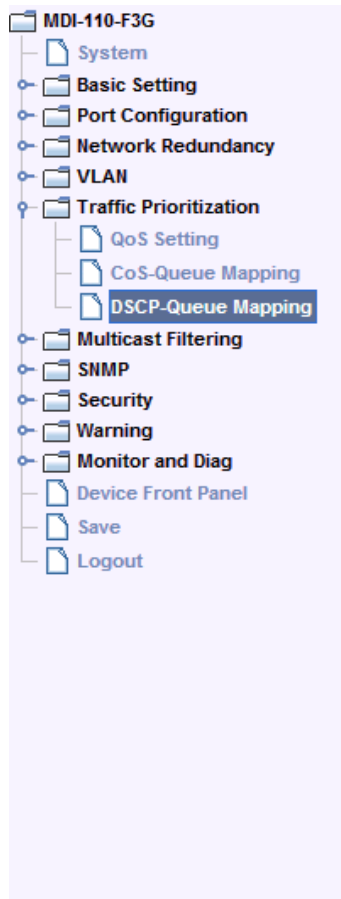 MDI-110-F3G
System
Basic Setting
Port Configuration
Network Redundancy
VLAN
Traffic Prioritization
QoS Setting
CoS-Queue Mapping
DSCP-Queue Mapping
Multicast Filtering
SNMP
Security
Warning
Monitor and Diag
Device Front Panel
Save
Logout